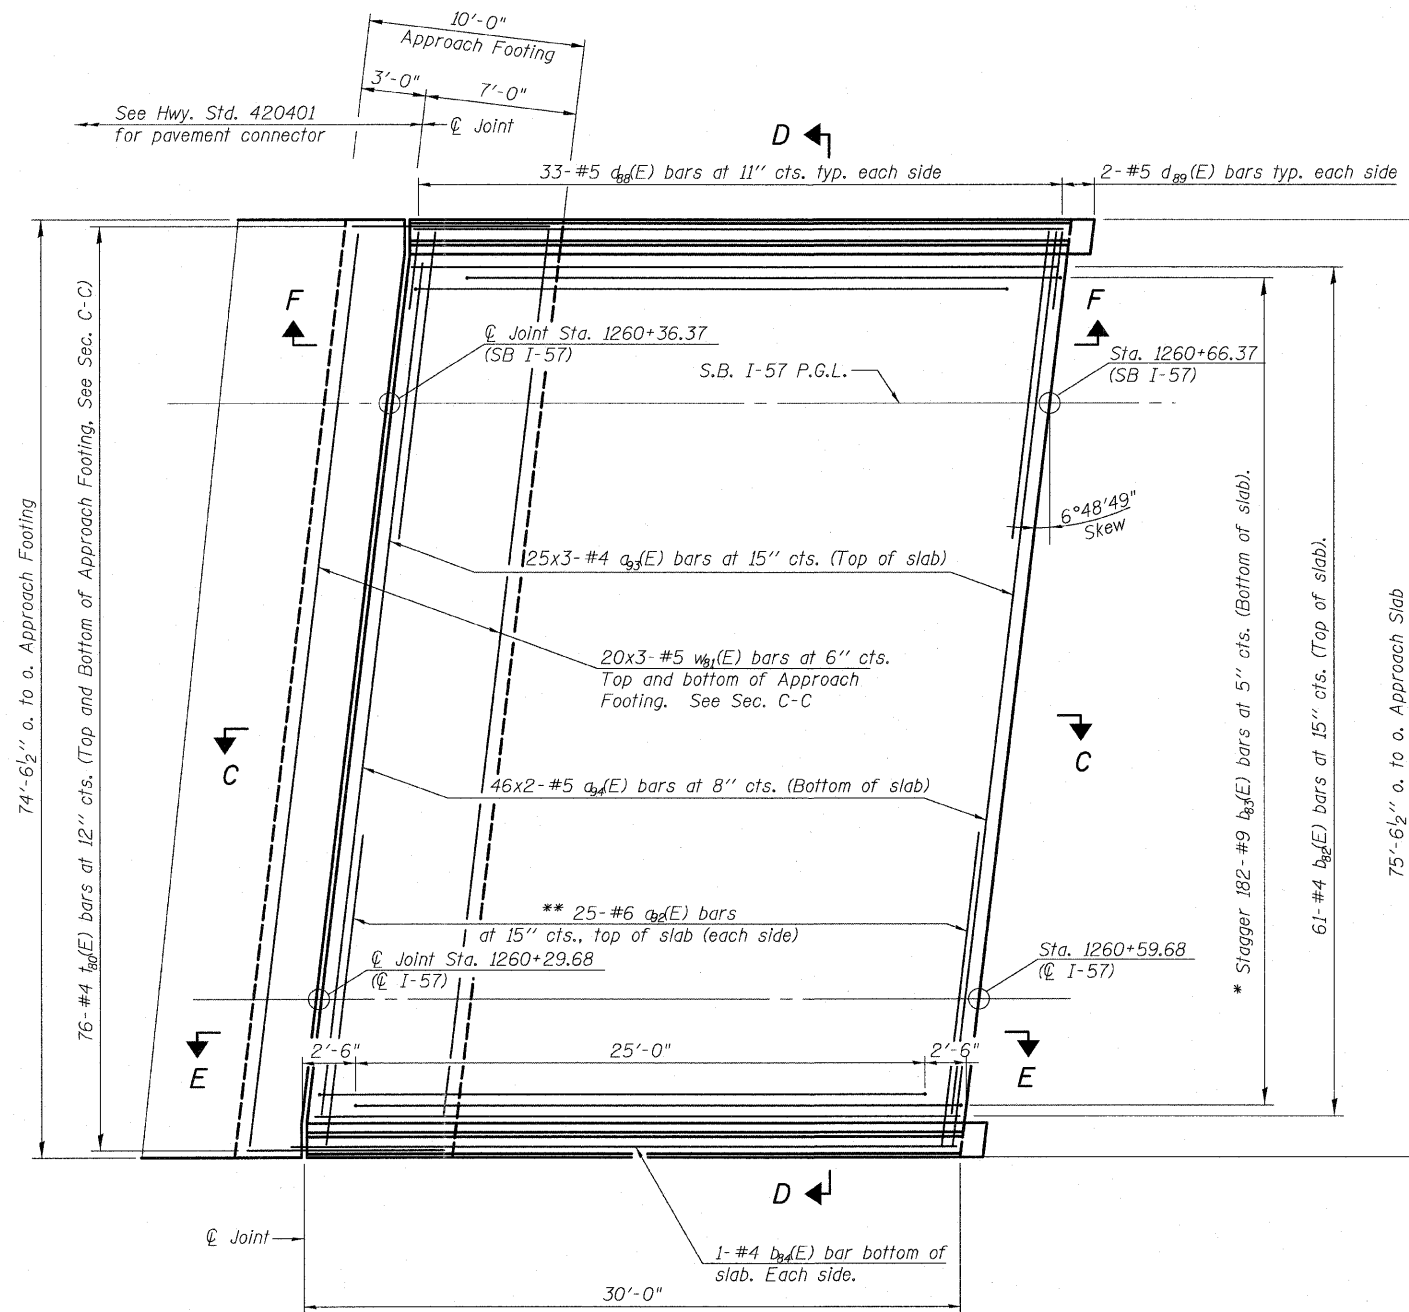 10'-0"
Approach Footing
3'-0"
7'-0"
See Hwy. Std. 420401
for pavement connector
℄ Joint
D
33-#5 d88(E) bars at 11" cts. typ. each side
2-#5 d89(E) bars typ. each side
F
F
℄ Joint Sta. 1260+36.37
(SB I-57)
S.B. I-57 P.G.L.
Sta. 1260+66.37
(SB I-57)
6°48'49"
Skew
74'-6½" o. to o. Approach Footing
76-#4 t80(E) bars at 12" cts. (Top and Bottom of Approach Footing, See Sec. C-C)
25x3-#4 a93(E) bars at 15" cts. (Top of slab)
20x3-#5 w81(E) bars at 6" cts.
Top and bottom of Approach
Footing. See Sec. C-C
C
C
46x2-#5 a94(E) bars at 8" cts. (Bottom of slab)
* Stagger 182-#9 b83(E) bars at 5" cts. (Bottom of slab).
61-#4 b82(E) bars at 15" cts. (Top of slab).
75'-6½" o. to o. Approach Slab
** 25-#6 a92(E) bars
at 15" cts., top of slab (each side)
℄ Joint Sta. 1260+29.68
(℄ I-57)
Sta. 1260+59.68
(℄ I-57)
E
E
2'-6"
25'-0"
2'-6"
D
℄ Joint
1-#4 b84(E) bar bottom of
slab. Each side.
30'-0"